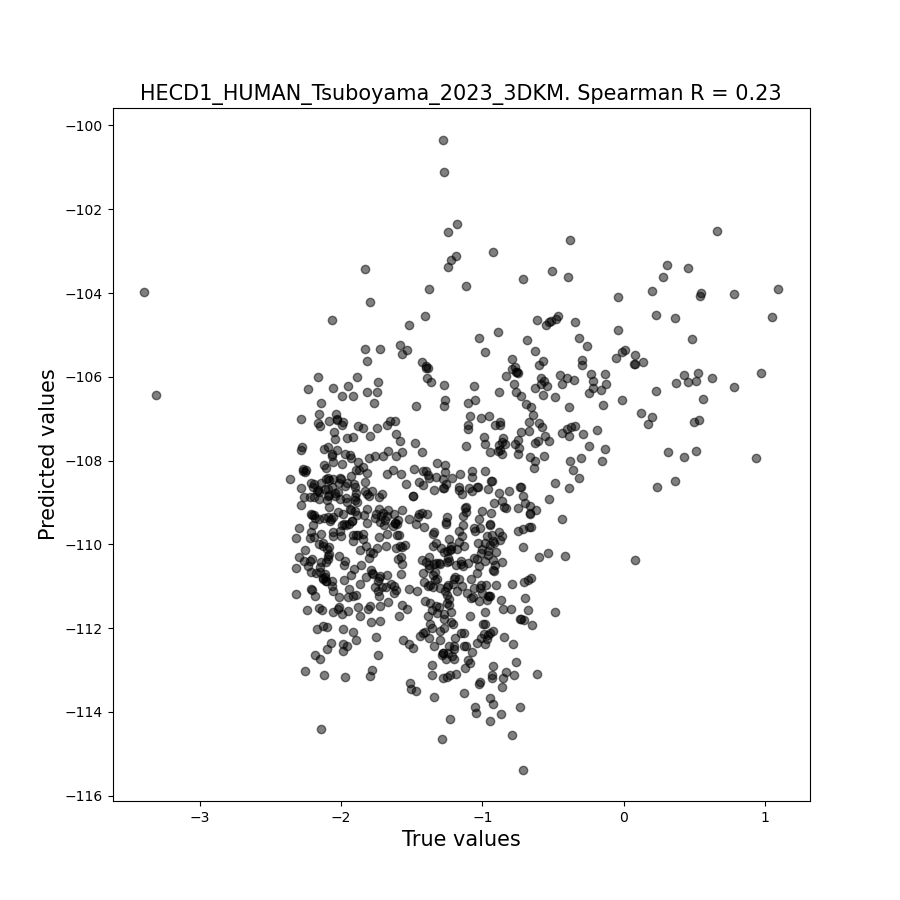 HECD1_HUMAN_Tsuboyama_2023_3DKM. Spearman R = 0.23
−100
−102
−104
−106
−108
−110
−112
−114
−116
Predicted values
−3 −2 −1 0 1
True values